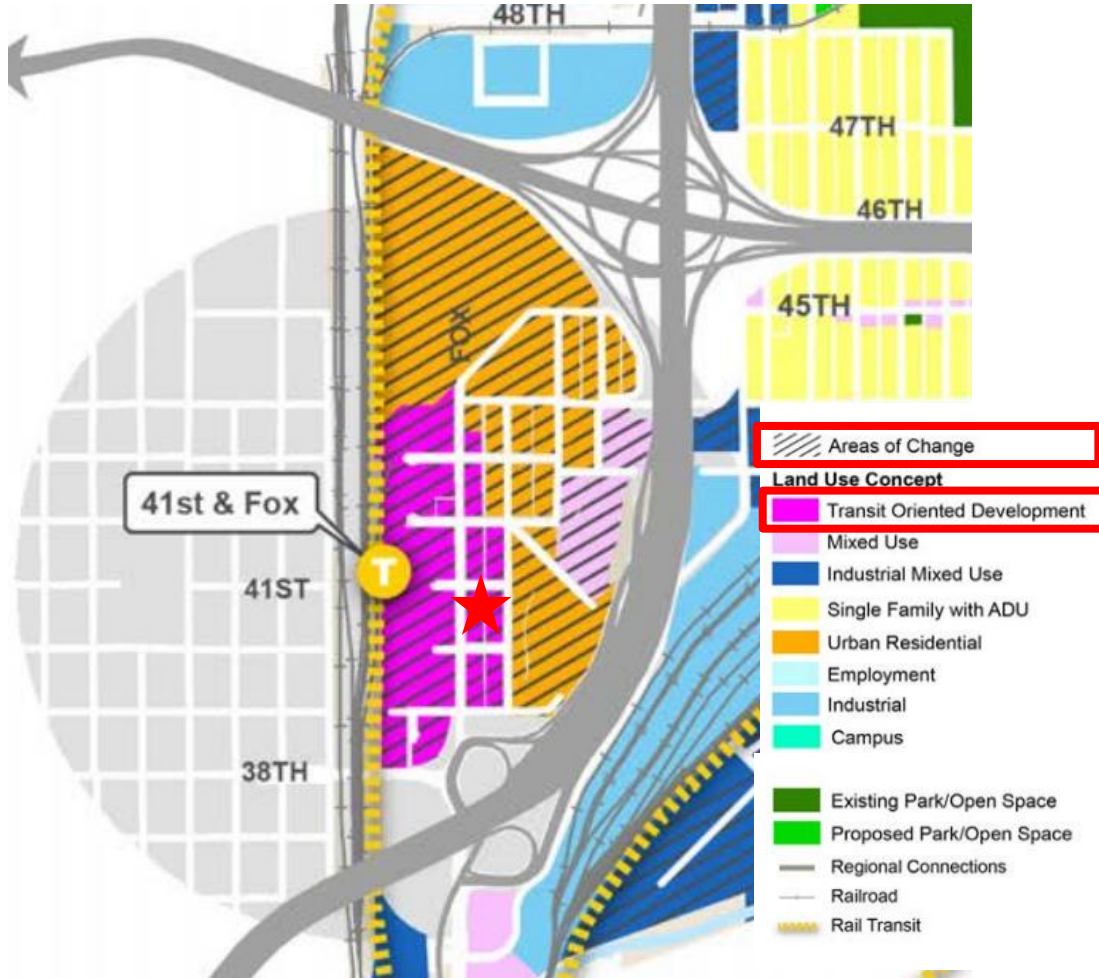 48TH
47TH
46TH
45TH
FOX
41st & Fox
T
41ST
38TH
Areas of Change
Land Use Concept
Transit Oriented Development
Mixed Use
Industrial Mixed Use
Single Family with ADU
Urban Residential
Employment
Industrial
Campus
Existing Park/Open Space
Proposed Park/Open Space
Regional Connections
Railroad
Rail Transit